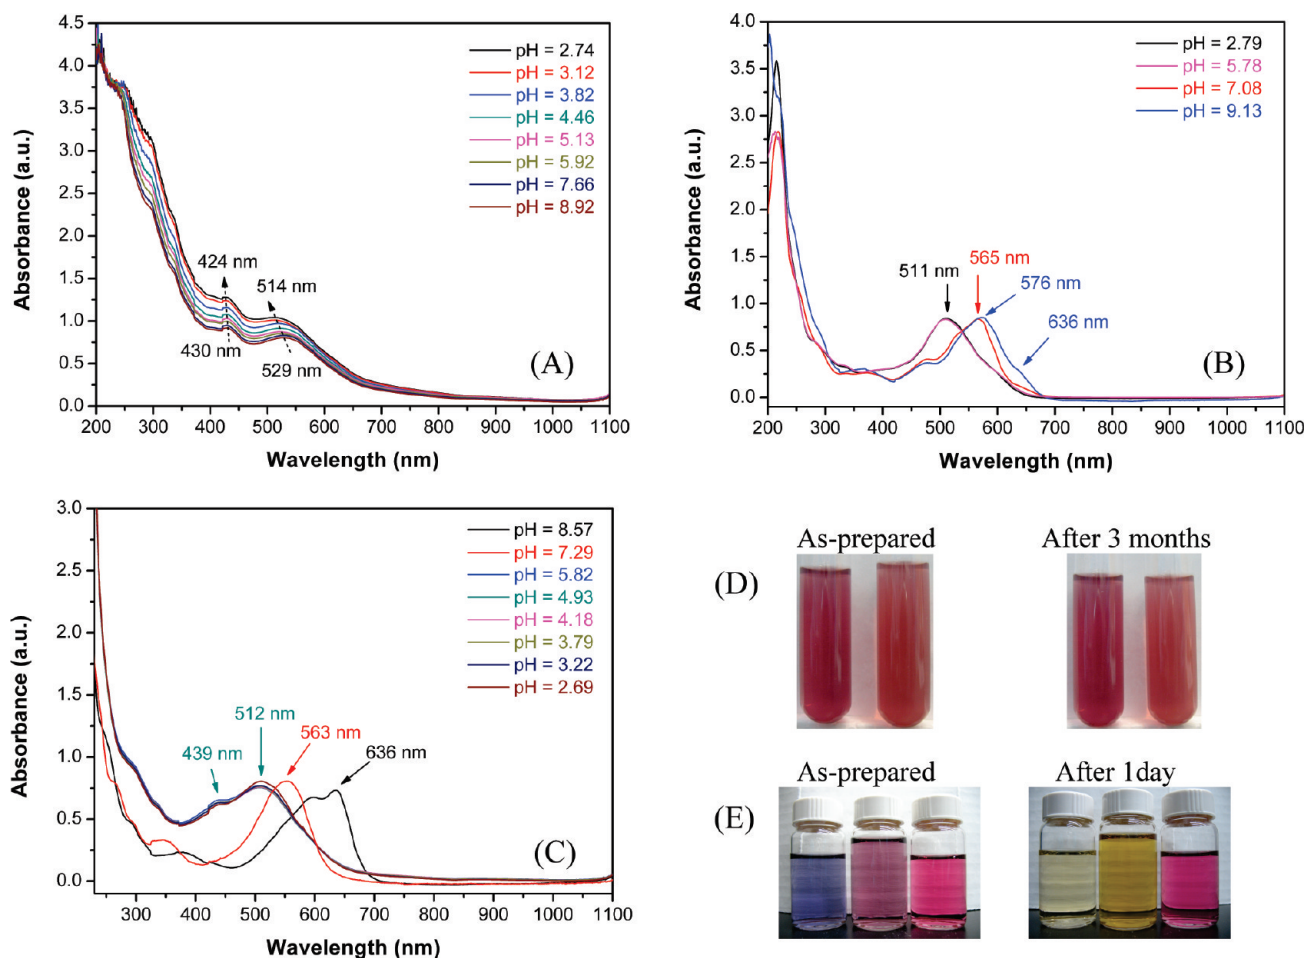 4.5
4.0
3.5
3.0
2.5
2.0
1.5
1.0
0.5
0.0
Absorbance (a.u.)
pH = 2.74
pH = 3.12
pH = 3.82
pH = 4.46
pH = 5.13
pH = 5.92
pH = 7.66
pH = 8.92
424 nm
514 nm
430 nm
529 nm
(A)
200 300 400 500 600 700 800 900 1000 1100
Wavelength (nm)
4.0
3.5
3.0
2.5
2.0
1.5
1.0
0.5
0.0
Absorbance (a.u.)
pH = 2.79
pH = 5.78
pH = 7.08
pH = 9.13
511 nm
565 nm
576 nm
636 nm
(B)
200 300 400 500 600 700 800 900 1000 1100
Wavelength (nm)
3.0
2.5
2.0
1.5
1.0
0.5
0.0
Absorbance (a.u.)
pH = 8.57
pH = 7.29
pH = 5.82
pH = 4.93
pH = 4.18
pH = 3.79
pH = 3.22
pH = 2.69
439 nm
512 nm
563 nm
636 nm
(C)
300 400 500 600 700 800 900 1000 1100
Wavelength (nm)
As-prepared
After 3 months
(D)
As-prepared
After 1day
(E)